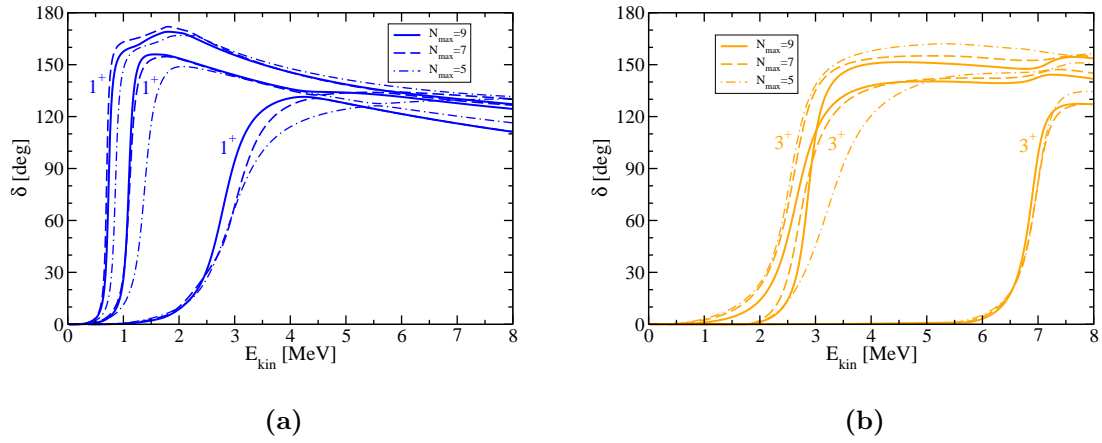 180
150
120
90
60
30
0
δ [deg]
N_max=9
N_max=7
N_max=5
1^+
1^+
1^+
0 1 2 3 4 5 6 7 8
E_kin [MeV]
(a)
180
150
120
90
60
30
0
δ [deg]
N_max=9
N_max=7
N_max=5
3^+
3^+
3^+
0 1 2 3 4 5 6 7 8
E_kin [MeV]
(b)